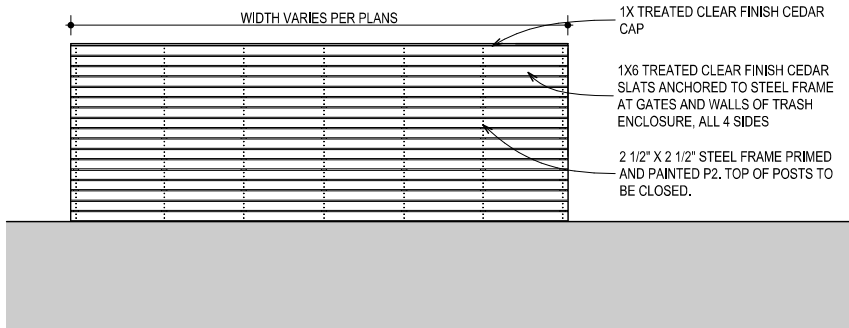 WIDTH VARIES PER PLANS
1X TREATED CLEAR FINISH CEDAR
CAP
1X6 TREATED CLEAR FINISH CEDAR
SLATS ANCHORED TO STEEL FRAME
AT GATES AND WALLS OF TRASH
ENCLOSURE, ALL 4 SIDES
2 1/2" X 2 1/2" STEEL FRAME PRIMED
AND PAINTED P2. TOP OF POSTS TO
BE CLOSED.